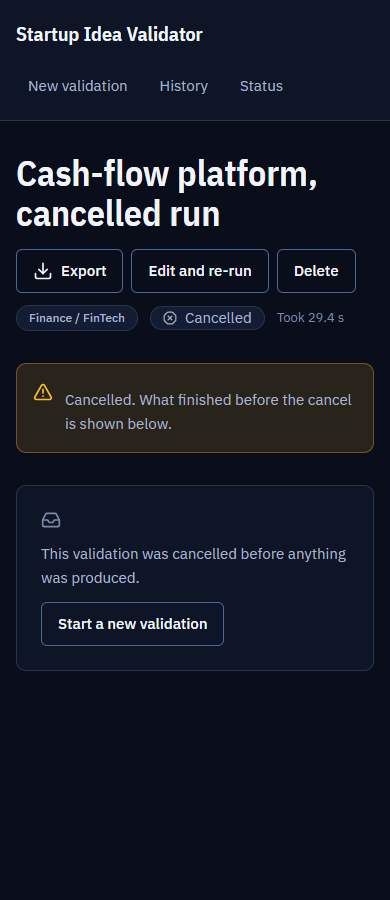 Startup Idea Validator
New validation History Status
Cash-flow platform,
cancelled run
Export Edit and re-run Delete
Finance / FinTech Cancelled Took 29.4 s
Cancelled. What finished before the cancel
is shown below.
This validation was cancelled before anything
was produced.
Start a new validation